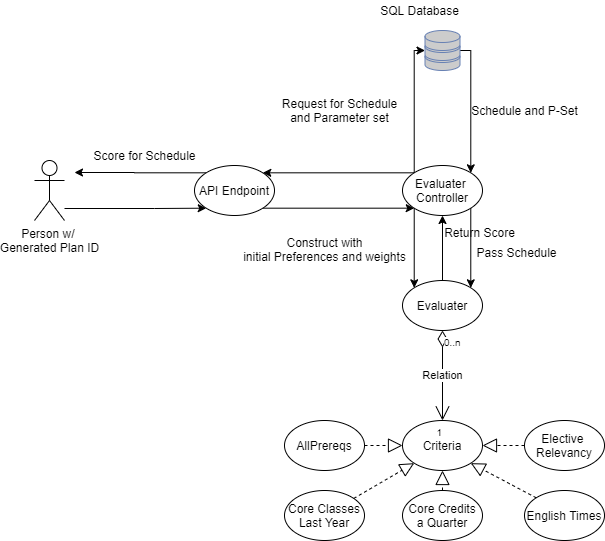 SQL Database
Request for Schedule
and Parameter set
Schedule and P-Set
Score for Schedule
API Endpoint
Evaluater
Controller
Person w/
Generated Plan ID
Return Score
Construct with
initial Preferences and weights
Pass Schedule
Evaluater
0..n
Relation
1
AllPrereqs
Criteria
Elective
Relevancy
Core Classes
Last Year
Core Credits
a Quarter
English Times